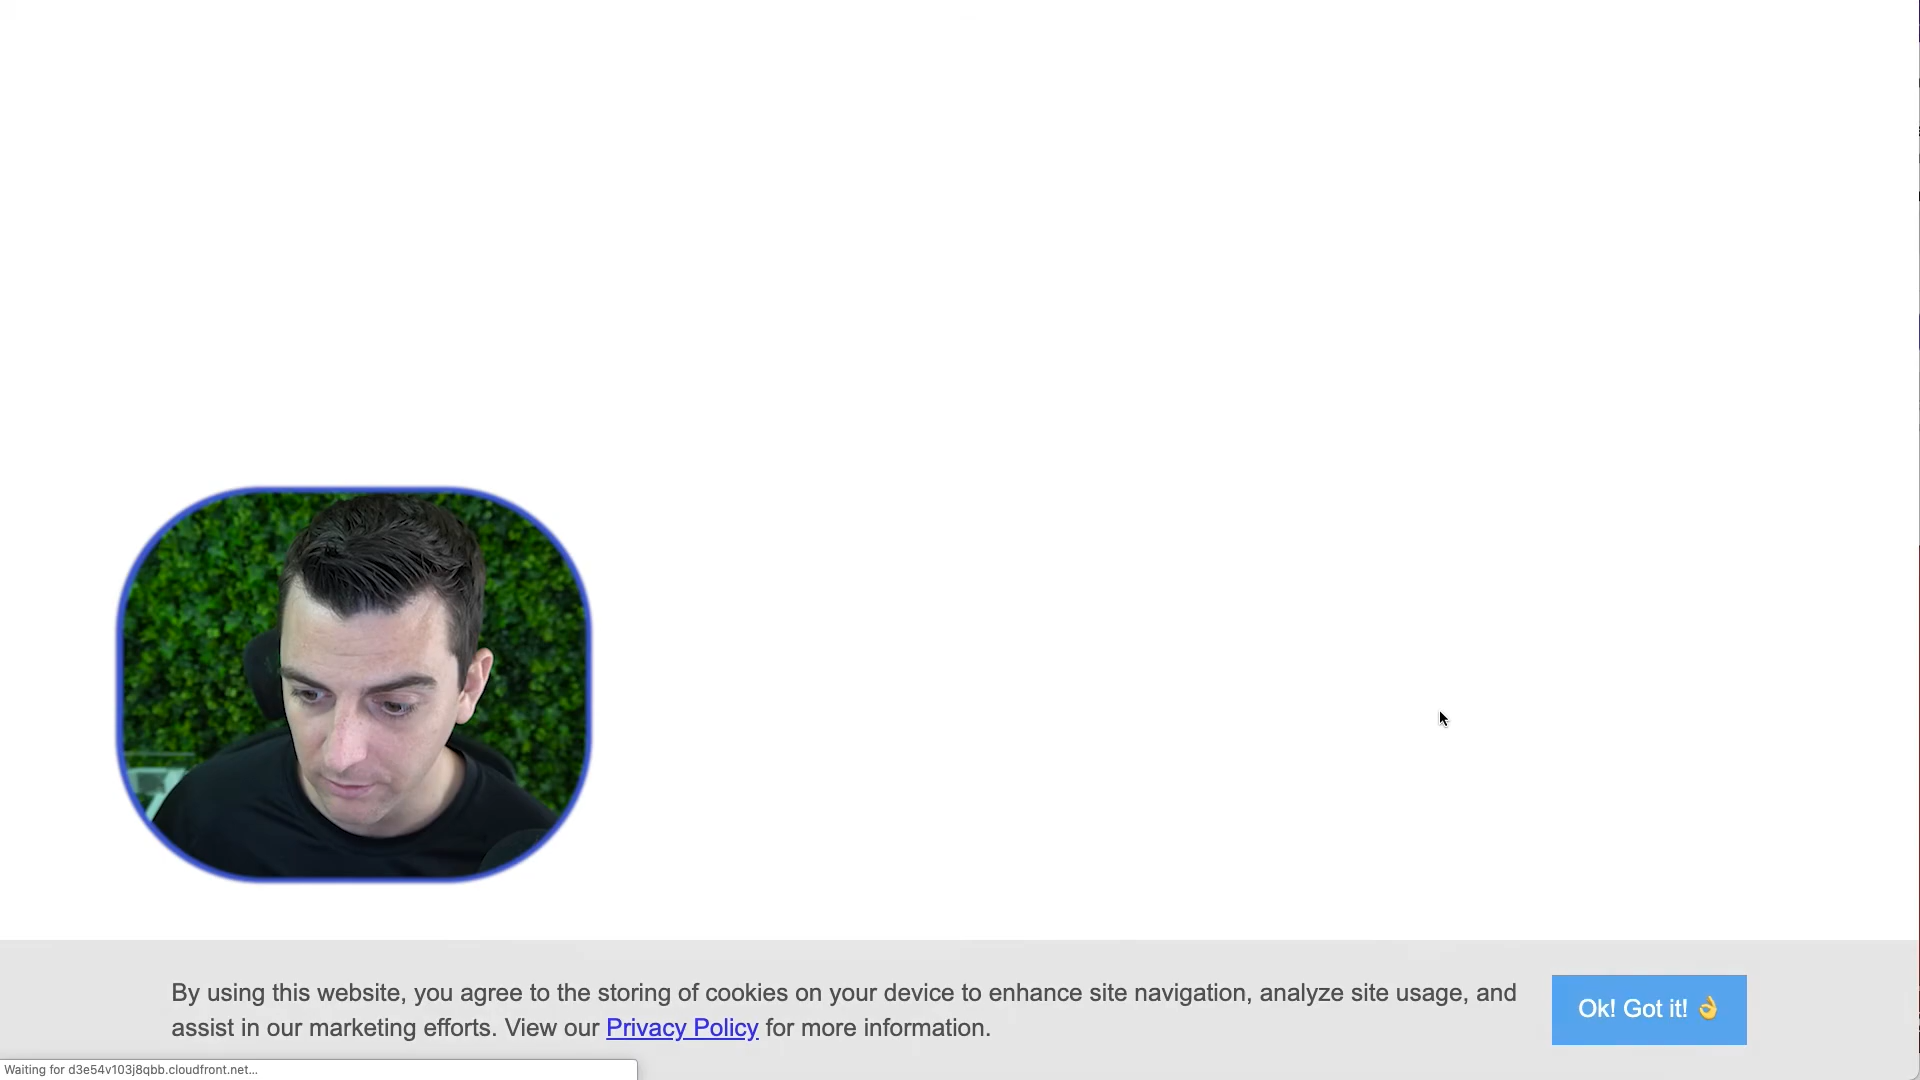 By using this website, you agree to the storing of cookies on your device to enhance site navigation, analyze site usage, and
assist in our marketing efforts. View our Privacy Policy for more information.
Ok! Got it! 👌
Waiting for d3e54v103j8qbb.cloudfront.net...